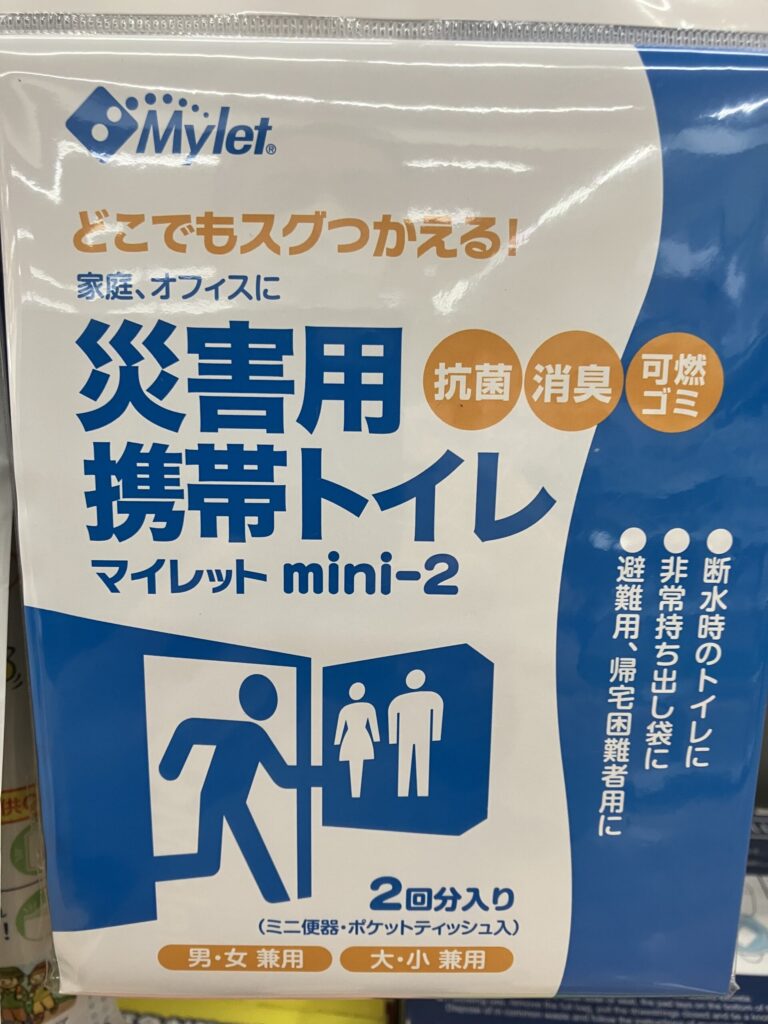 Mylet®
どこでもスグつかえる!
家庭、オフィスに
災害用
携帯トイレ
抗菌
消臭
可燃
ゴミ
マイレット mini-2
●断水時のトイレに
●非常持ち出し袋に
●避難用、帰宅困難者用に
2回分入り
(ミニ便器・ポケットティッシュ入)
男・女 兼用
大・小 兼用